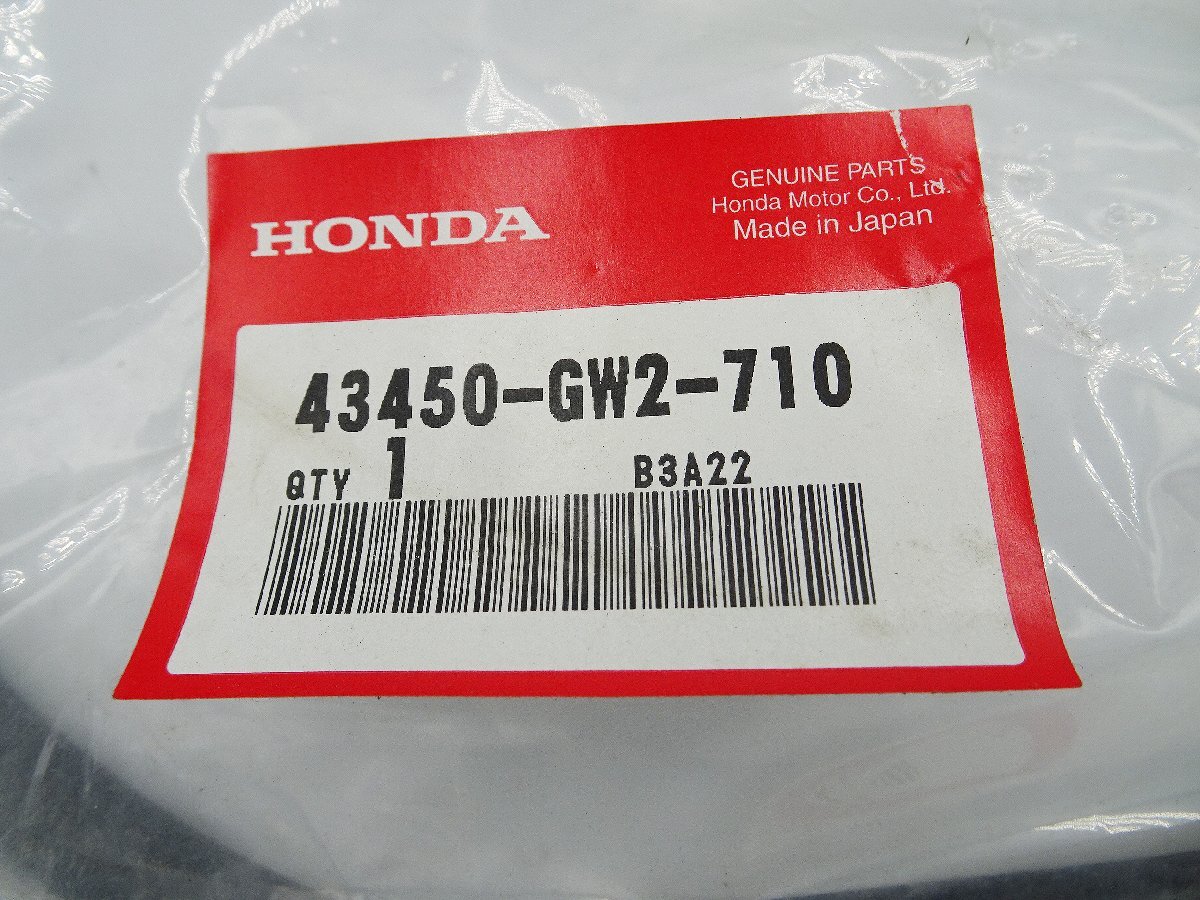 HONDA
GENUINE PARTS
Honda Motor Co., Ltd.
Made in Japan
43450-GW2-710
QTY 1 B3A22